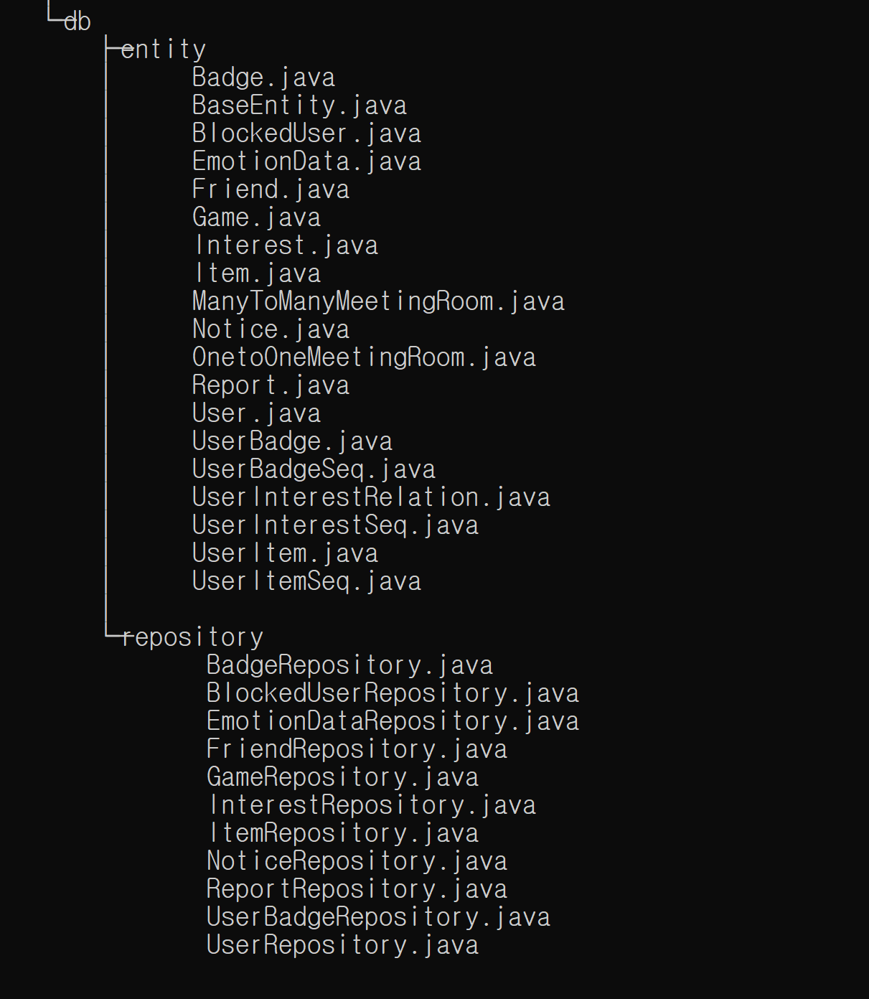 └─db
├─entity
│ Badge.java
│ BaseEntity.java
│ BlockedUser.java
│ EmotionData.java
│ Friend.java
│ Game.java
│ Interest.java
│ Item.java
│ ManyToManyMeetingRoom.java
│ Notice.java
│ OnetoOneMeetingRoom.java
│ Report.java
│ User.java
│ UserBadge.java
│ UserBadgeSeq.java
│ UserInterestRelation.java
│ UserInterestSeq.java
│ UserItem.java
│ UserItemSeq.java
│
└─repository
BadgeRepository.java
BlockedUserRepository.java
EmotionDataRepository.java
FriendRepository.java
GameRepository.java
InterestRepository.java
ItemRepository.java
NoticeRepository.java
ReportRepository.java
UserBadgeRepository.java
UserRepository.java